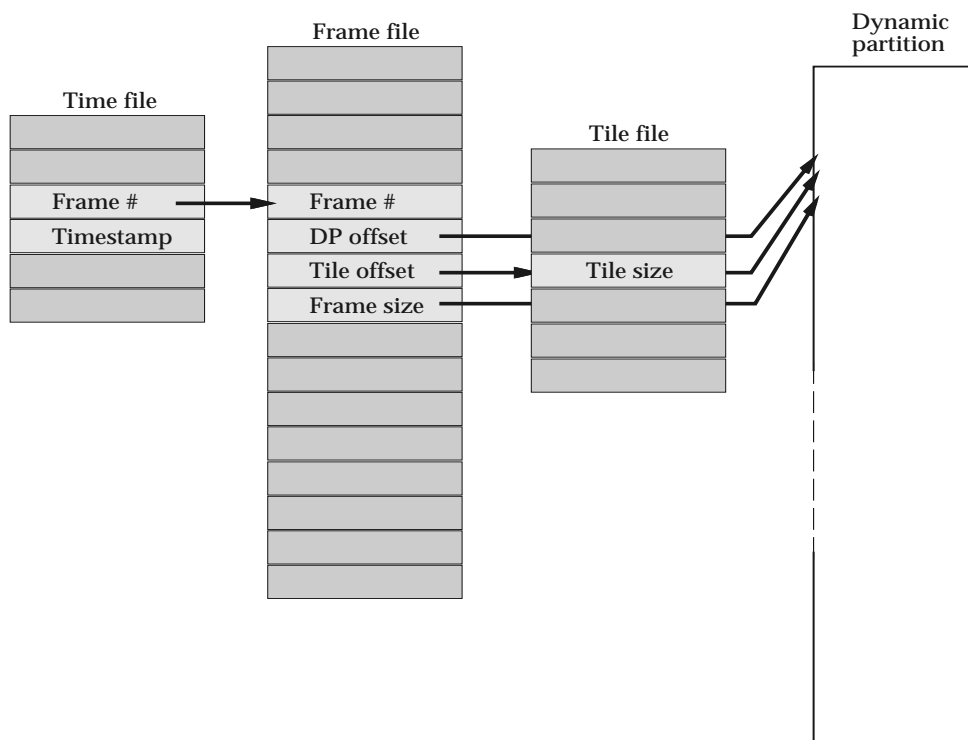 Time file
Frame #
Timestamp
Frame file
Frame #
DP offset
Tile offset
Frame size
Tile file
Tile size
Dynamic
partition